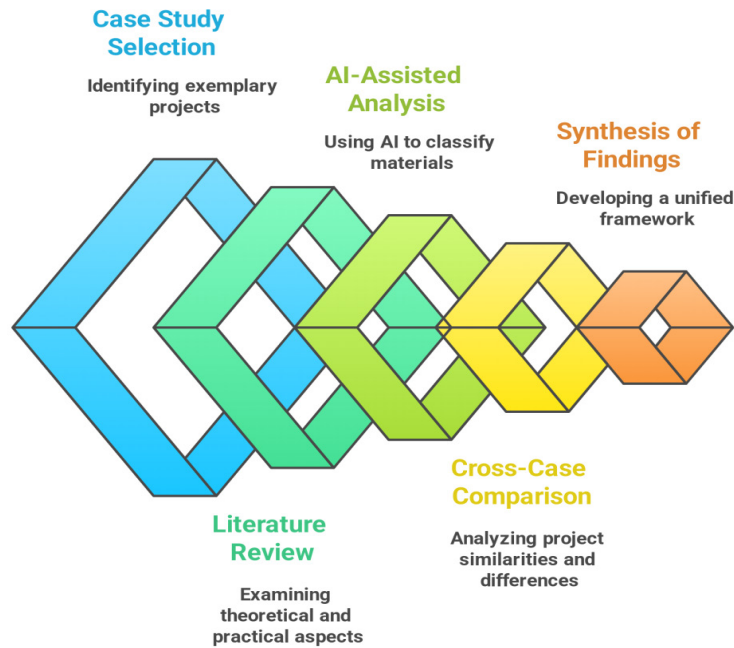 Case Study
Selection
Identifying exemplary
projects
AI-Assisted
Analysis
Using AI to classify
materials
Synthesis of
Findings
Developing a unified
framework
Literature
Review
Examining
theoretical and
practical aspects
Cross-Case
Comparison
Analyzing project
similarities and
differences